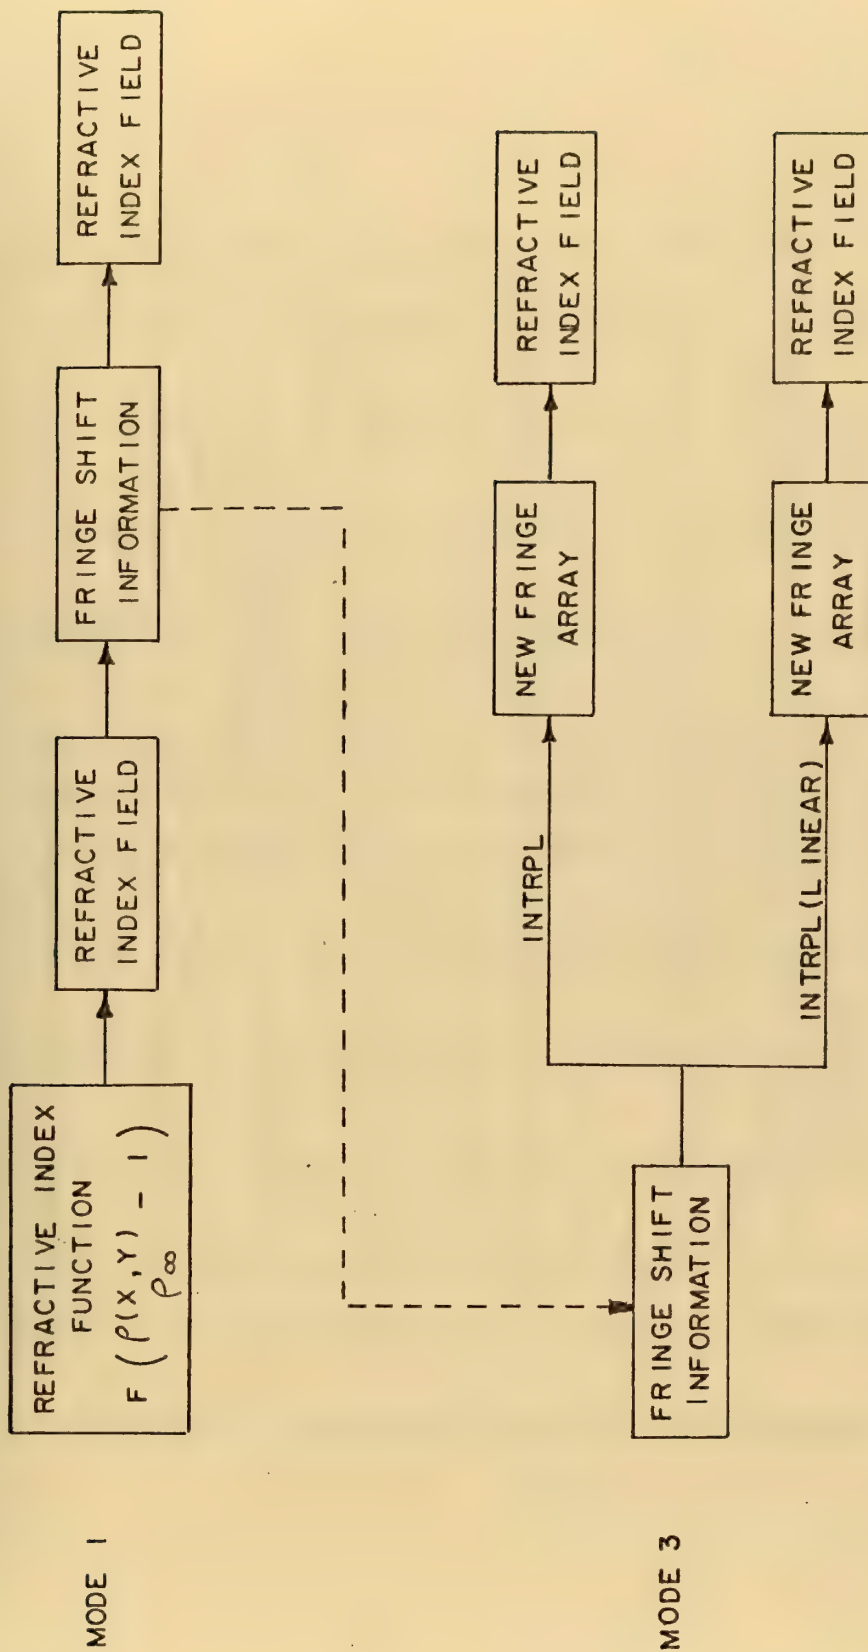 MODE 1
REFRACTIVE INDEX
FUNCTION
F ( ρ(X,Y) - 1 )
ρ∞
REFRACTIVE
INDEX FIELD
FRINGE SHIFT
INFORMATION
REFRACTIVE
INDEX FIELD
MODE 3
FRINGE SHIFT
INFORMATION
INTRPL
NEW FRINGE
ARRAY
REFRACTIVE
INDEX FIELD
INTRPL(LINEAR)
NEW FRINGE
ARRAY
REFRACTIVE
INDEX FIELD